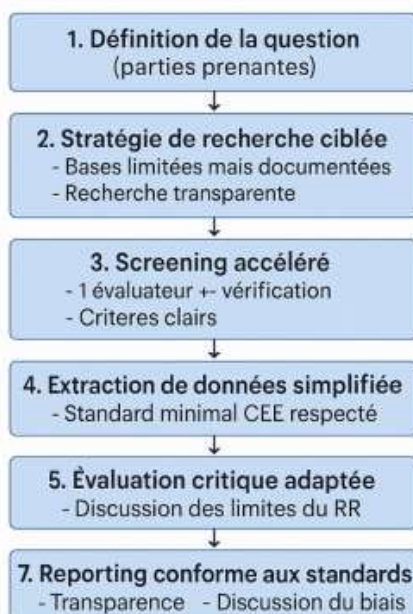 1. Définition de la question
(parties prenantes)
2. Stratégie de recherche ciblée
- Bases limitées mais documentées
- Recherche transparente
3. Screening accéléré
- 1 évaluateur +- vérification
- Criteres clairs
4. Extraction de données simplifiée
- Standard minimal CEE respecté
5. Èvaluation critique adaptée
- Discussion des limites du RR
7. Reporting conforme aux standards
- Transparence - Discussion du biais